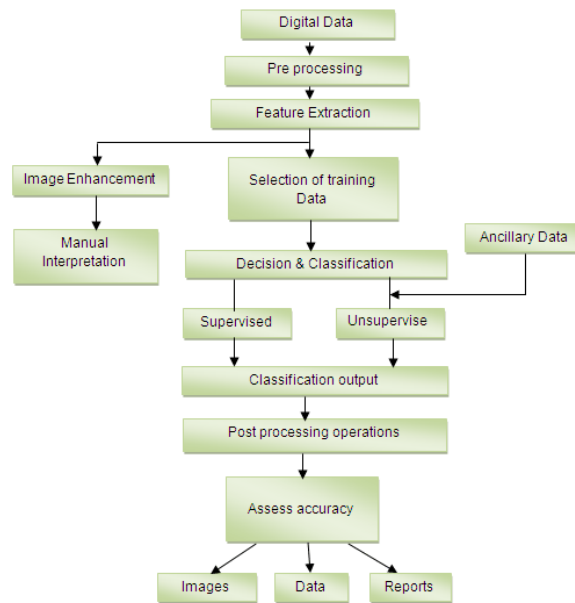 Digital Data
Pre processing
Feature Extraction
Image Enhancement
Selection of training
Data
Manual
Interpretation
Ancillary Data
Decision & Classification
Supervised
Unsupervise
Classification output
Post processing operations
Assess accuracy
Images
Data
Reports